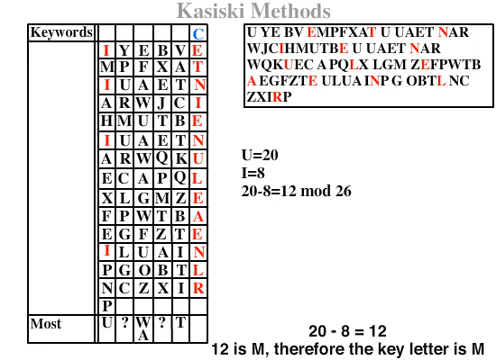 Kasiski Methods
Keywords C
I Y E B V E
M P F X A T
I U A E T N
A R W J C I
H M U T B E
I U A E T N
A R W Q K U
E C A P Q L
X L G M Z E
F P W T B A
E G F Z T E
I L U A I N
P G O B T L
N C Z X I R
P
Most U ? W ? T
A
U YE BV EMPFXAT U UAET NAR
WJCIHMUTBE U UAET NAR
WQKUEC A PQLX LGM ZEFPWTB
A EGFZTE ULUA INP G OBTL NC
ZXIRP
U=20
I=8
20-8=12 mod 26
20 - 8 = 12
12 is M, therefore the key letter is M